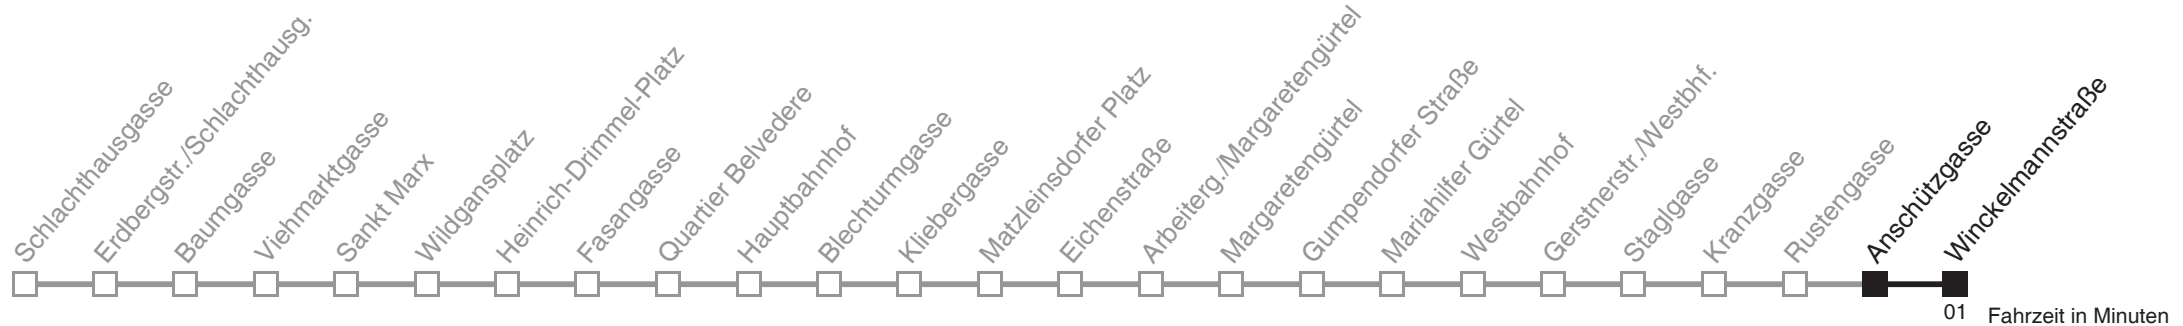 Schlachthausgasse
Erdbergstr./Schlachthausg.
Baumgasse
Viehmarktgasse
Sankt Marx
Wildgansplatz
Heinrich-Drimmel-Platz
Fasangasse
Quartier Belvedere
Hauptbahnhof
Blechturmgasse
Kliebergasse
Matzleinsdorfer Platz
Eichenstraße
Arbeiterg./Margaretengürtel
Margaretengürtel
Gumpendorfer Straße
Mariahilfer Gürtel
Westbahnhof
Gerstnerstr./Westbhf.
Staglgasse
Kranzgasse
Rustengasse
Anschützgasse
Winckelmannstraße
01
Fahrzeit in Minuten